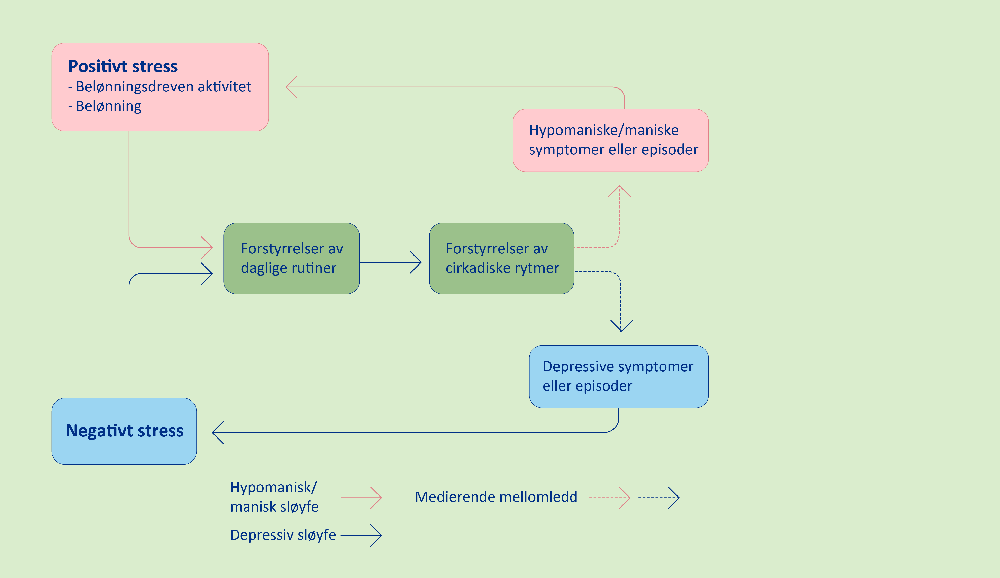 Positivt stress
- Belønningsdreven aktivitet
- Belønning
Hypomaniske/maniske
symptomer eller episoder
Forstyrrelser av
daglige rutiner
Forstyrrelser av
cirkadiske rytmer
Depressive symptomer
eller episoder
Negativt stress
Hypomanisk/
manisk sløyfe
Medierende mellomledd
Depressiv sløyfe